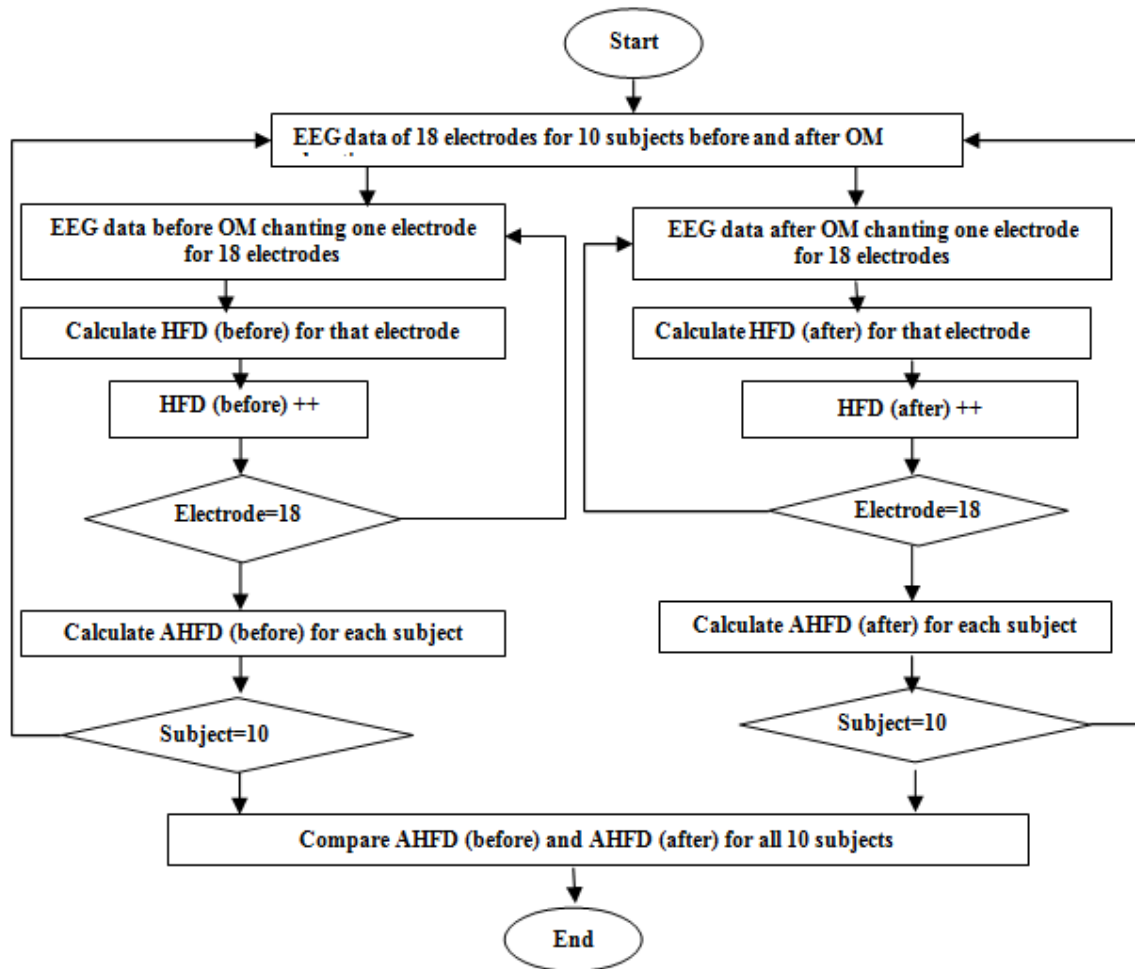 Start
EEG data of 18 electrodes for 10 subjects before and after OM
EEG data before OM chanting one electrode
for 18 electrodes
Calculate HFD (before) for that electrode
HFD (before) ++
Electrode=18
Calculate AHFD (before) for each subject
Subject=10
EEG data after OM chanting one electrode
for 18 electrodes
Calculate HFD (after) for that electrode
HFD (after) ++
Electrode=18
Calculate AHFD (after) for each subject
Subject=10
Compare AHFD (before) and AHFD (after) for all 10 subjects
End